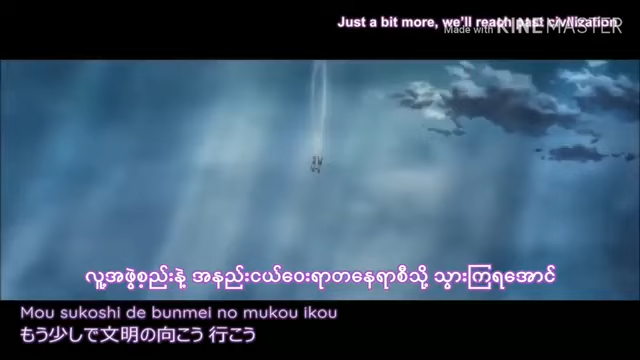 Just a bit more, we'll reach past civilization
Made with KINEMASTER
လူ့အဖွဲ့စည်းနဲ့ အနည်းငယ်ဝေးရာတနေရာစီသို့ သွားကြရအောင်
Mou sukoshi de bunmei no mukou ikou
もう少しで文明の向こう 行こう